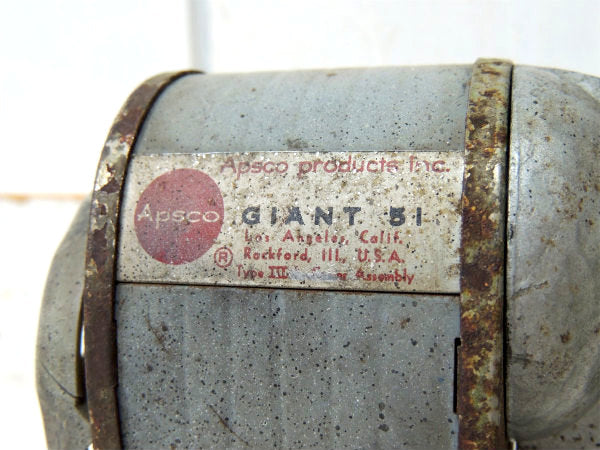 Apsco products Inc.
Apsco
GIANT 51
Los Angeles, Calif.
® Rockford, Ill., U.S.A.
Type III Assembly